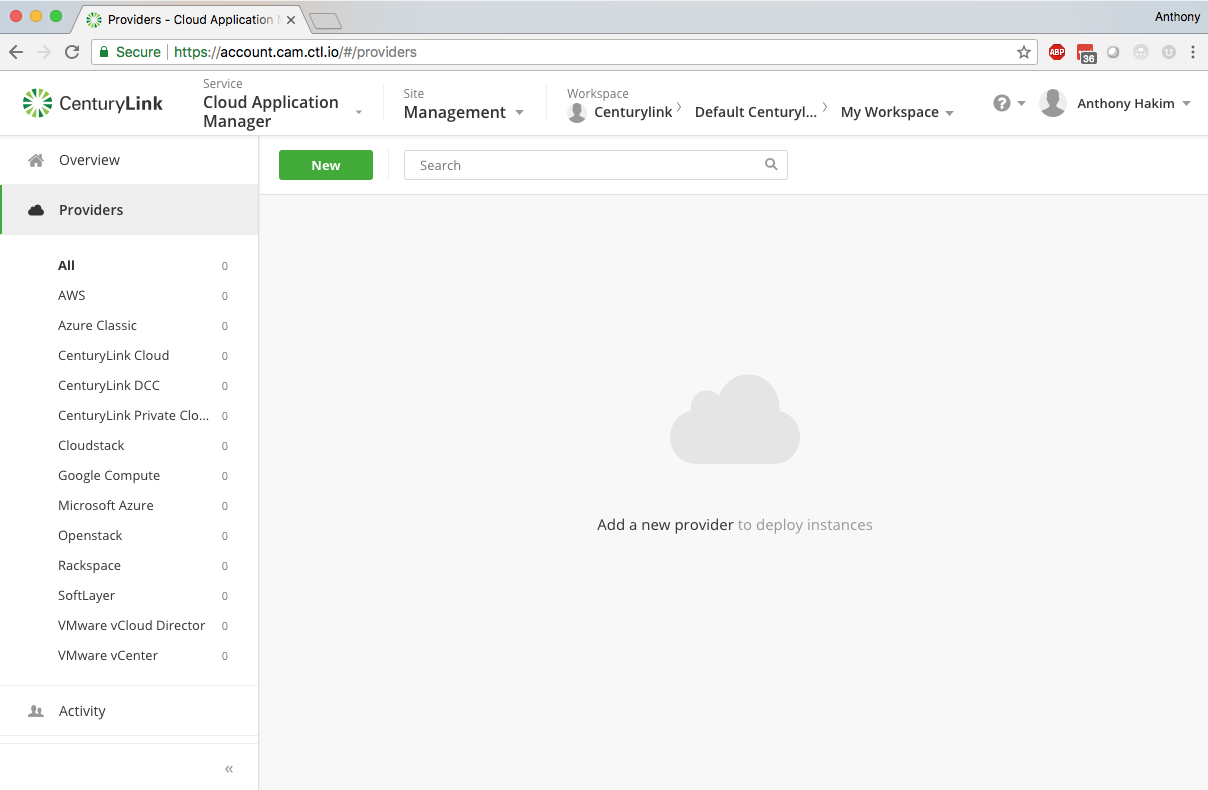 Providers - Cloud Application M
Anthony
Secure
https://account.cam.ctl.io/#/providers
ABP
36
CenturyLink
Service
Cloud Application
Manager
Site
Management
Workspace
Centurylink
Default Centuryl...
My Workspace
?
Anthony Hakim
Overview
New
Search
Providers
All 0
AWS 0
Azure Classic 0
CenturyLink Cloud 0
CenturyLink DCC 0
CenturyLink Private Clo... 0
Cloudstack 0
Google Compute 0
Microsoft Azure 0
Openstack 0
Rackspace 0
SoftLayer 0
VMware vCloud Director 0
VMware vCenter 0
Add a new provider to deploy instances
Activity
«